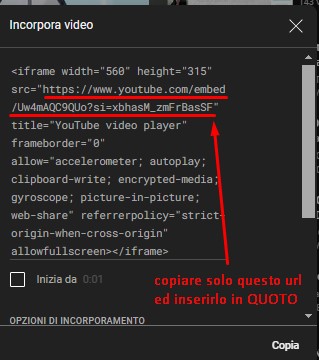 Incorpora video
<iframe width="560" height="315"
src="https://www.youtube.com/embed
/Uw4mAQC9QUo?si=xbhasM_zmFrBasSF"
title="YouTube video player"
frameborder="0"
allow="accelerometer; autoplay;
clipboard-write; encrypted-media;
gyroscope; picture-in-picture;
web-share" referrerpolicy="strict-
origin-when-cross-origin"
allowfullscreen></iframe>
copiare solo questo url
ed inserirlo in QUOTO
Inizia da 0:01
OPZIONI DI INCORPORAMENTO
Copia